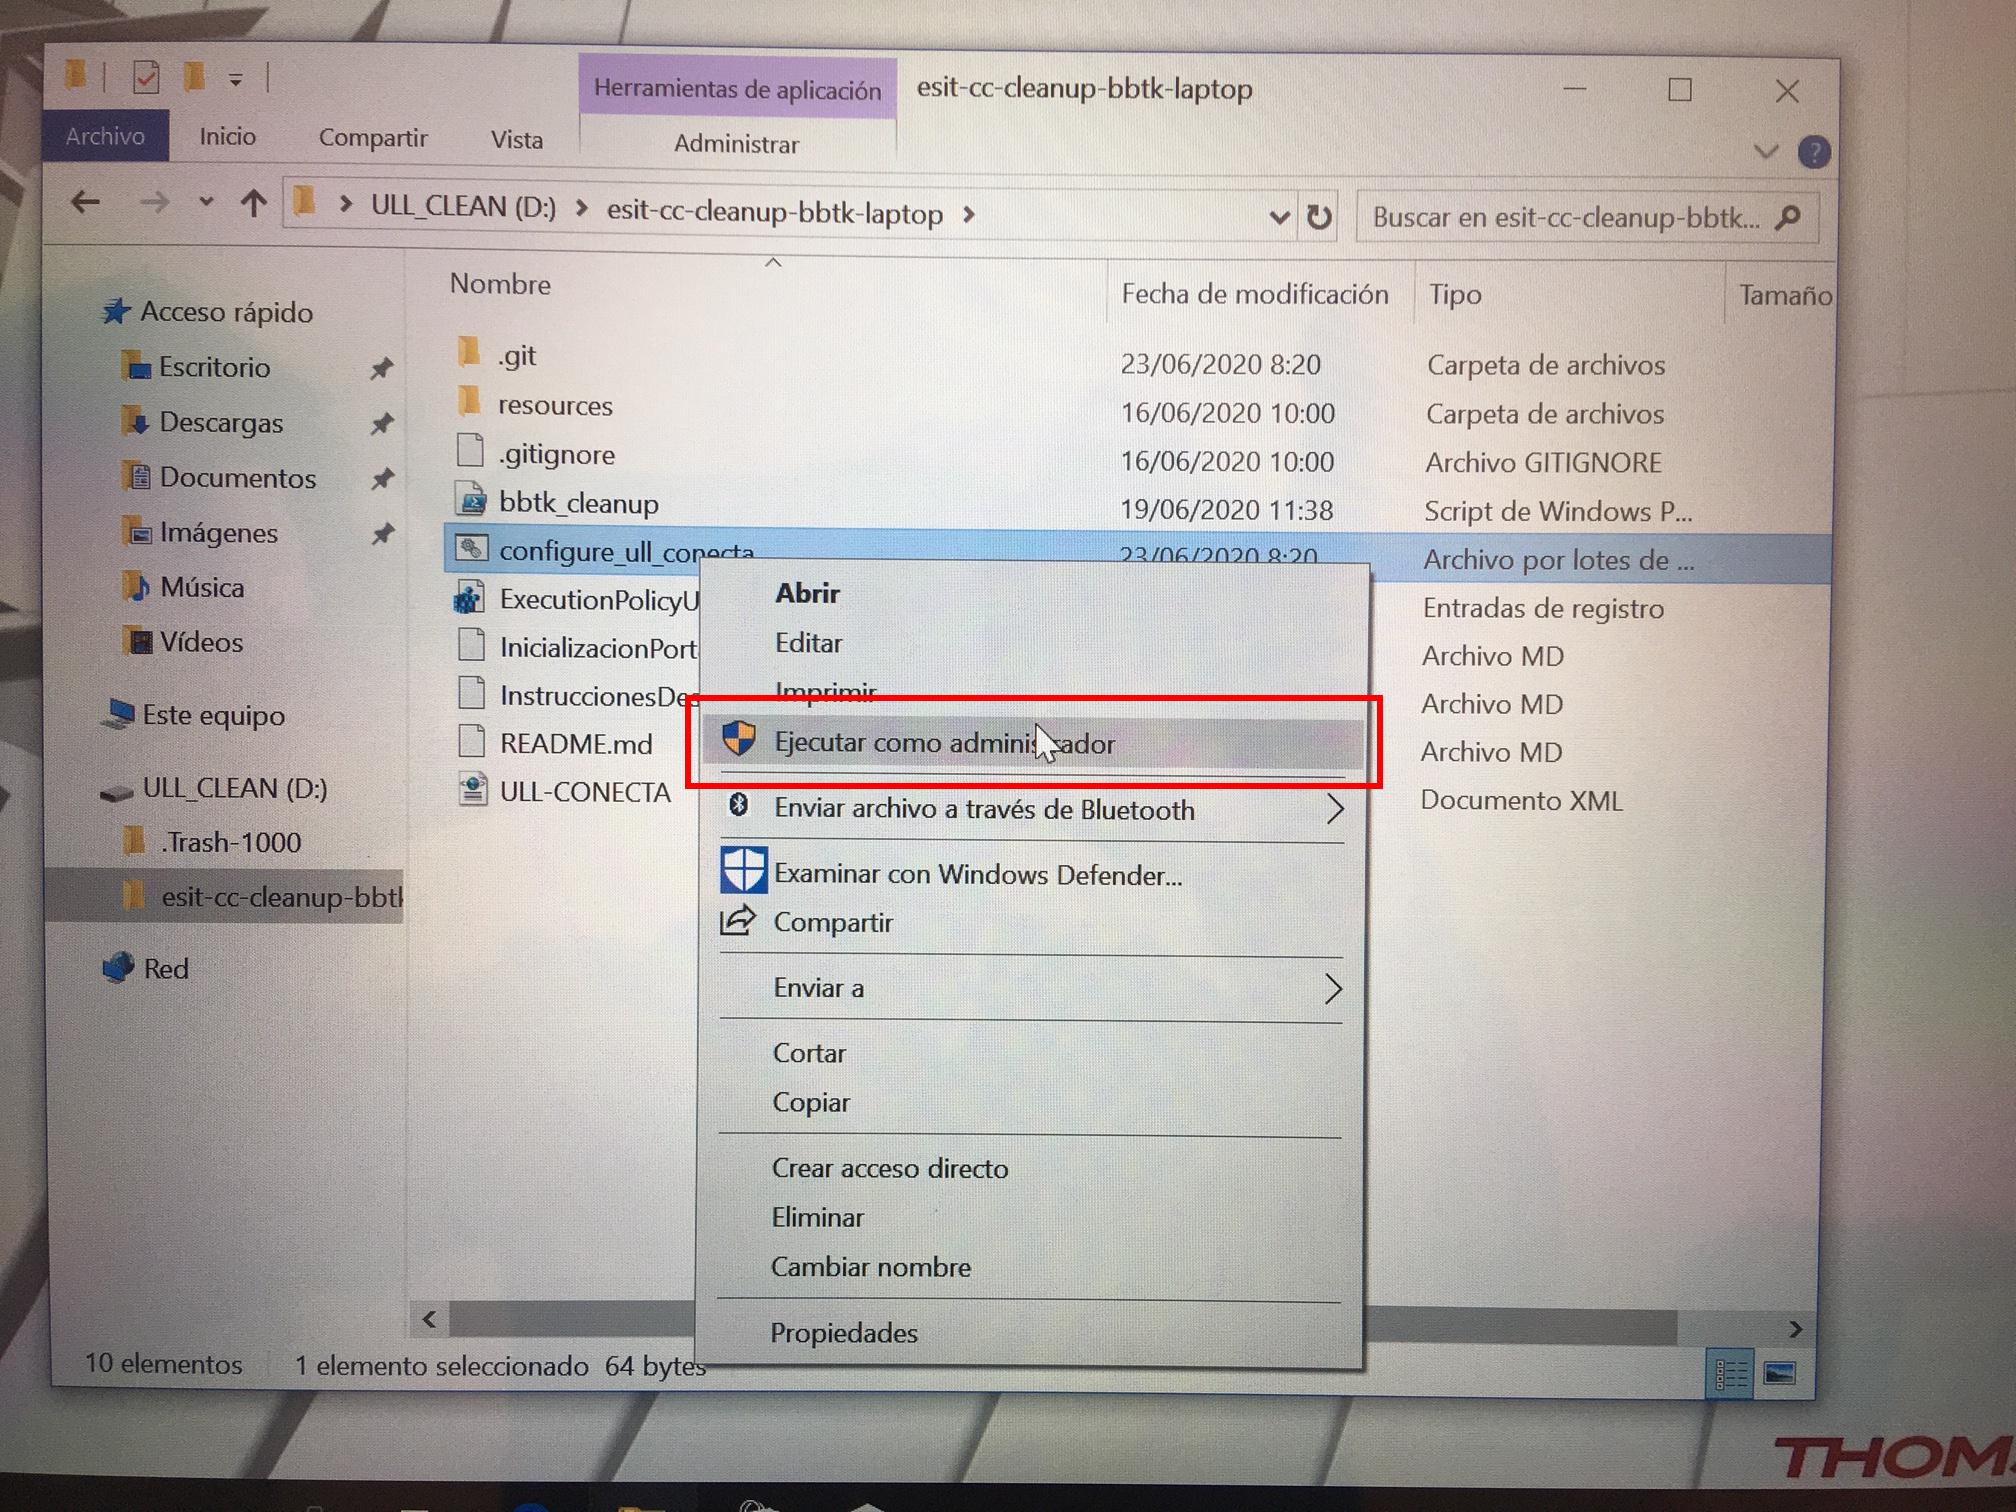 Herramientas de aplicación
esit-cc-cleanup-bbtk-laptop
Archivo
Inicio
Compartir
Vista
Administrar
ULL_CLEAN (D:)
esit-cc-cleanup-bbtk-laptop
Buscar en esit-cc-cleanup-bbtk...
Nombre
Fecha de modificación
Tipo
Tamaño
Acceso rápido
Escritorio
Descargas
Documentos
Imágenes
Música
Vídeos
Este equipo
ULL_CLEAN (D:)
.Trash-1000
esit-cc-cleanup-bbtk
Red
.git 23/06/2020 8:20 Carpeta de archivos
resources 16/06/2020 10:00 Carpeta de archivos
.gitignore 16/06/2020 10:00 Archivo GITIGNORE
bbtk_cleanup 19/06/2020 11:38 Script de Windows P...
configure_ull_conecta 23/06/2020 8:20 Archivo por lotes de ...
ExecutionPolicyU Entradas de registro
InicializacionPort Archivo MD
InstruccionesDes Archivo MD
README.md Archivo MD
ULL-CONECTA Documento XML
Abrir
Editar
Imprimir
Ejecutar como administrador
Enviar archivo a través de Bluetooth
Examinar con Windows Defender...
Compartir
Enviar a
Cortar
Copiar
Crear acceso directo
Eliminar
Cambiar nombre
Propiedades
10 elementos
1 elemento seleccionado 64 bytes
THOMS